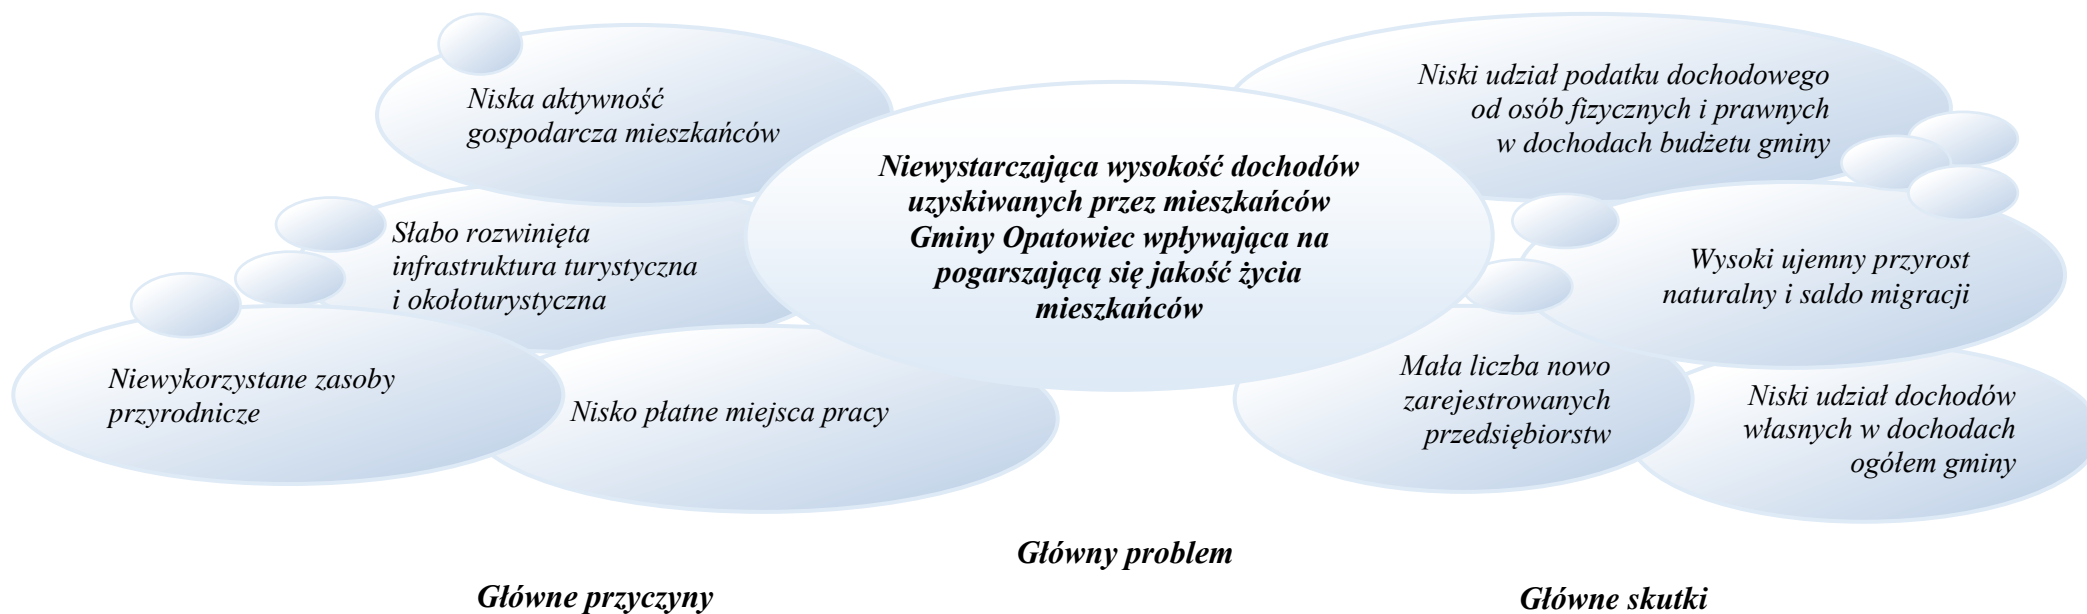 Niska aktywność
gospodarcza mieszkańców
Słabo rozwinięta
infrastruktura turystyczna
i okołoturystyczna
Niewykorzystane zasoby
przyrodnicze
Nisko płatne miejsca pracy
Niewystarczająca wysokość dochodów
uzyskiwanych przez mieszkańców
Gminy Opatowiec wpływająca na
pogarszającą się jakość życia
mieszkańców
Niski udział podatku dochodowego
od osób fizycznych i prawnych
w dochodach budżetu gminy
Wysoki ujemny przyrost
naturalny i saldo migracji
Mała liczba nowo
zarejestrowanych
przedsiębiorstw
Niski udział dochodów
własnych w dochodach
ogółem gminy
Główny problem
Główne przyczyny
Główne skutki